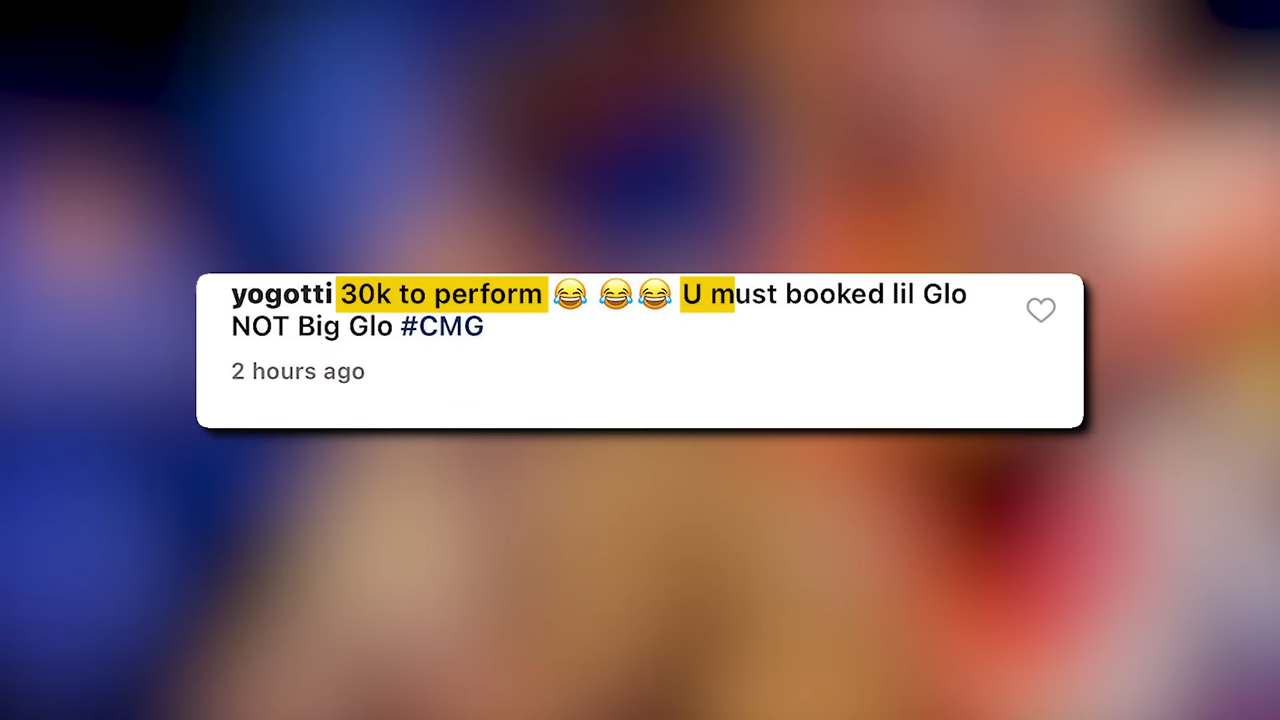 yogotti 30k to perform 😂 😂😂 U must booked lil Glo
NOT Big Glo #CMG
2 hours ago